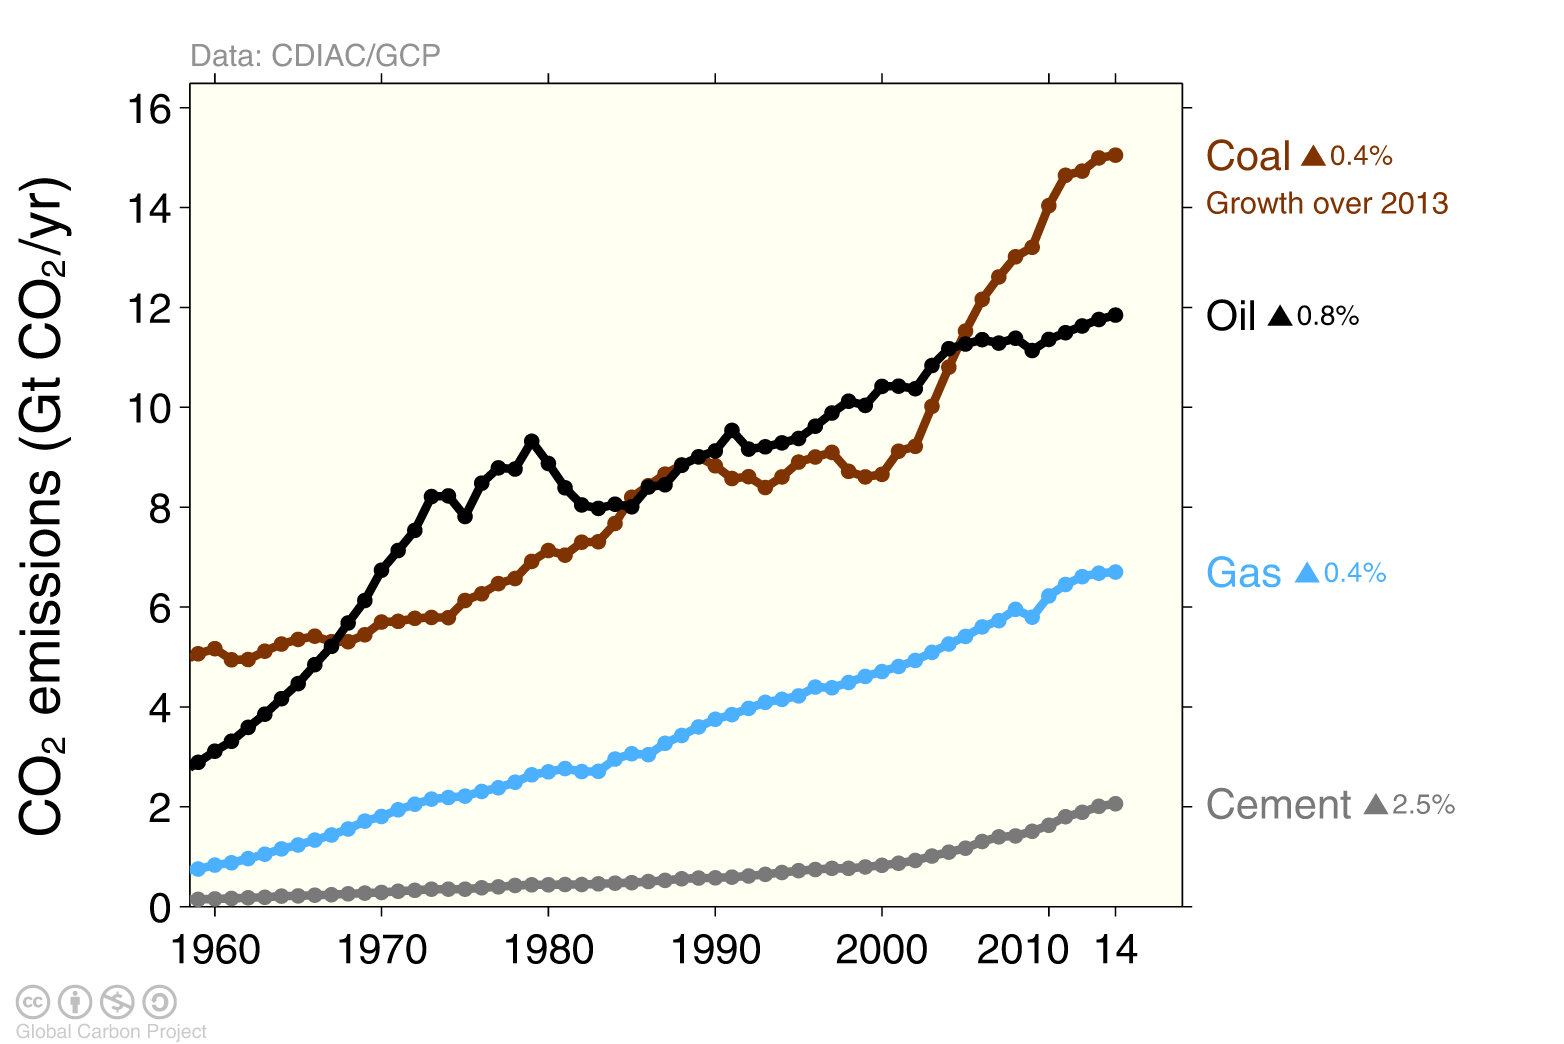 Data: CDIAC/GCP
CO₂ emissions (Gt CO₂/yr)
16
14
12
10
8
6
4
2
0
1960 1970 1980 1990 2000 2010 14
Coal ▲0.4%
Growth over 2013
Oil ▲0.8%
Gas ▲0.4%
Cement ▲2.5%
cc
Global Carbon Project